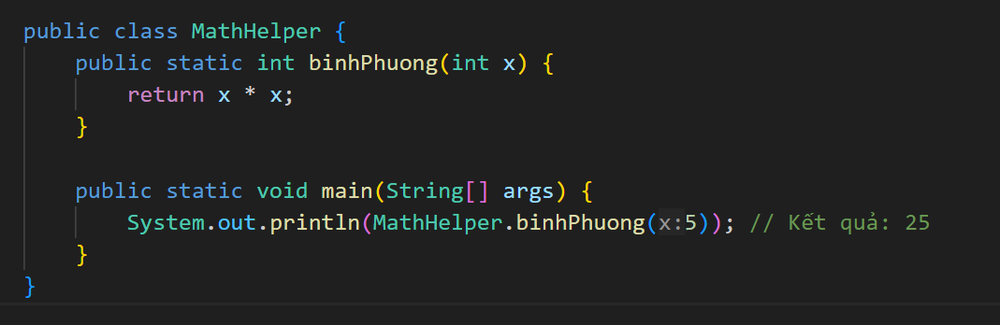 public class MathHelper {
    public static int binhPhuong(int x) {
        return x * x;
    }

    public static void main(String[] args) {
        System.out.println(MathHelper.binhPhuong(x:5)); // Kết quả: 25
    }
}